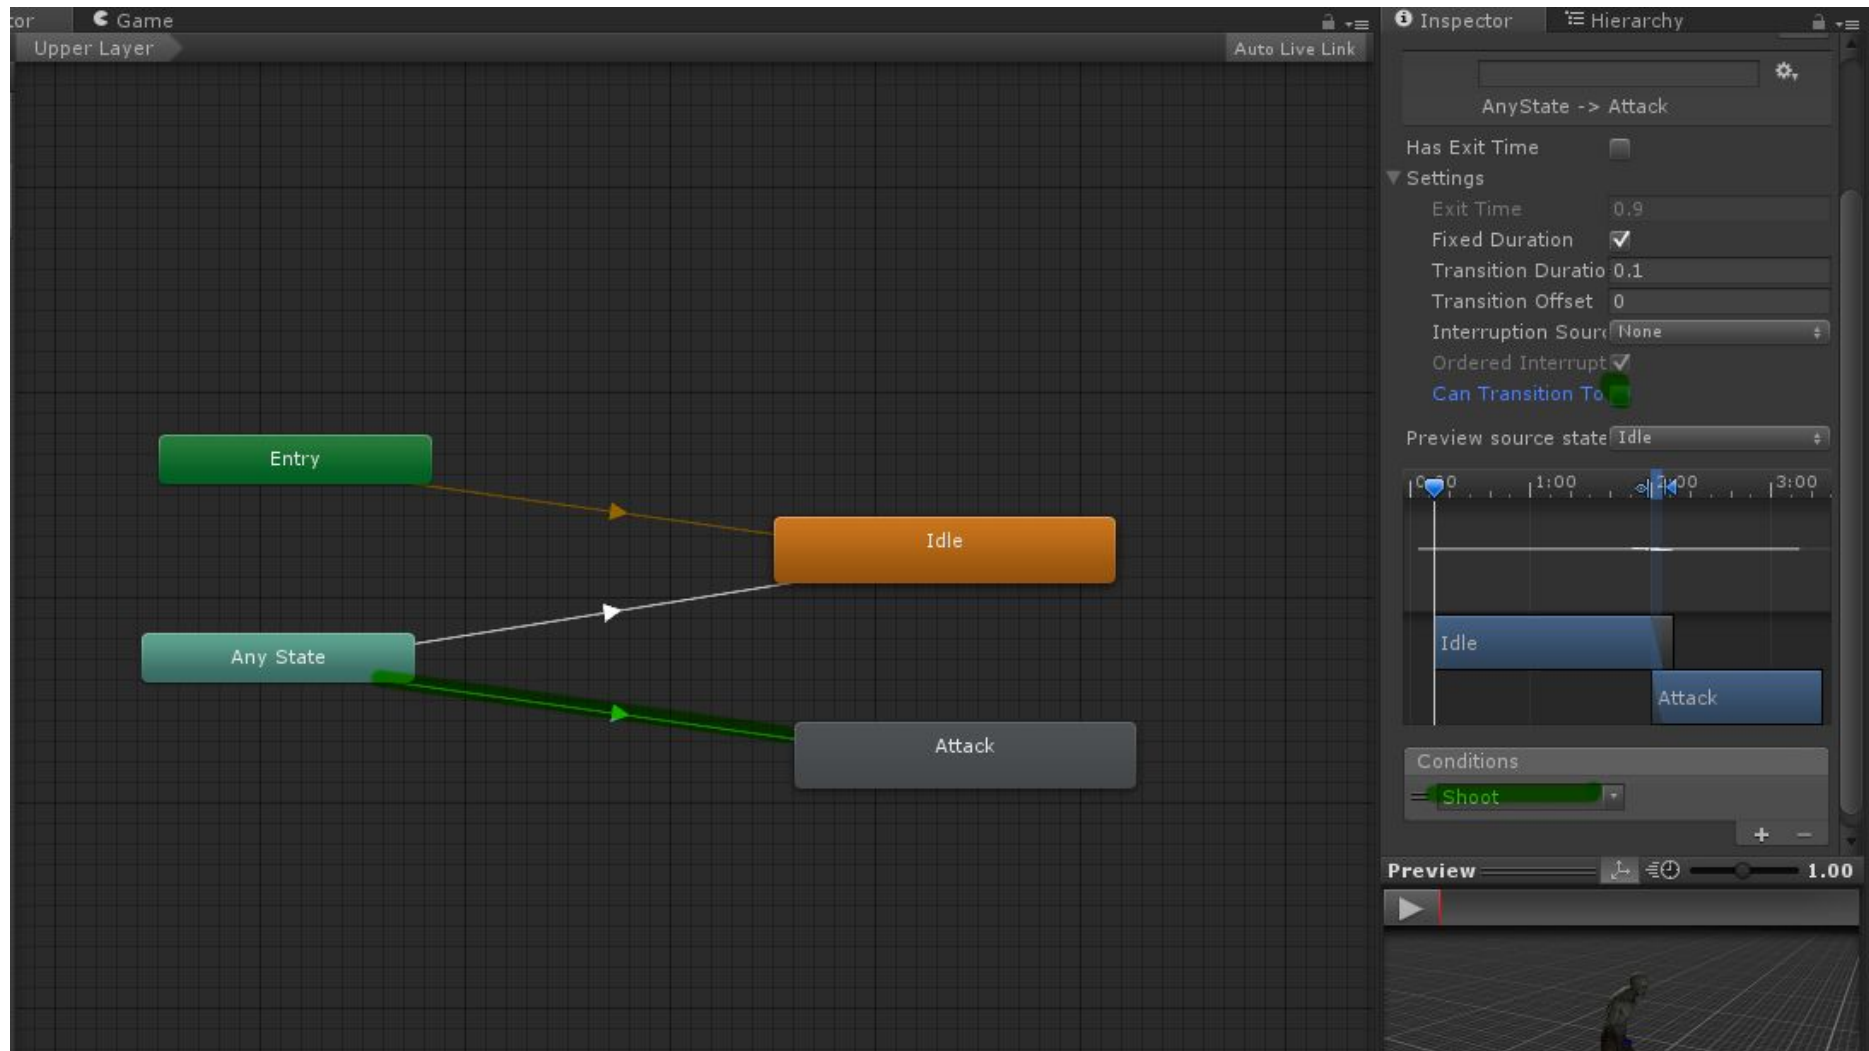 tor Game
Upper Layer
Auto Live Link
Entry
Idle
Any State
Attack
Inspector Hierarchy
AnyState -> Attack
Has Exit Time
Settings
Exit Time 0.9
Fixed Duration
Transition Duratio 0.1
Transition Offset 0
Interruption Sour None
Ordered Interrupt
Can Transition To
Preview source state Idle
1:00 3:00
Idle
Attack
Conditions
Shoot
+ −
Preview 1.00